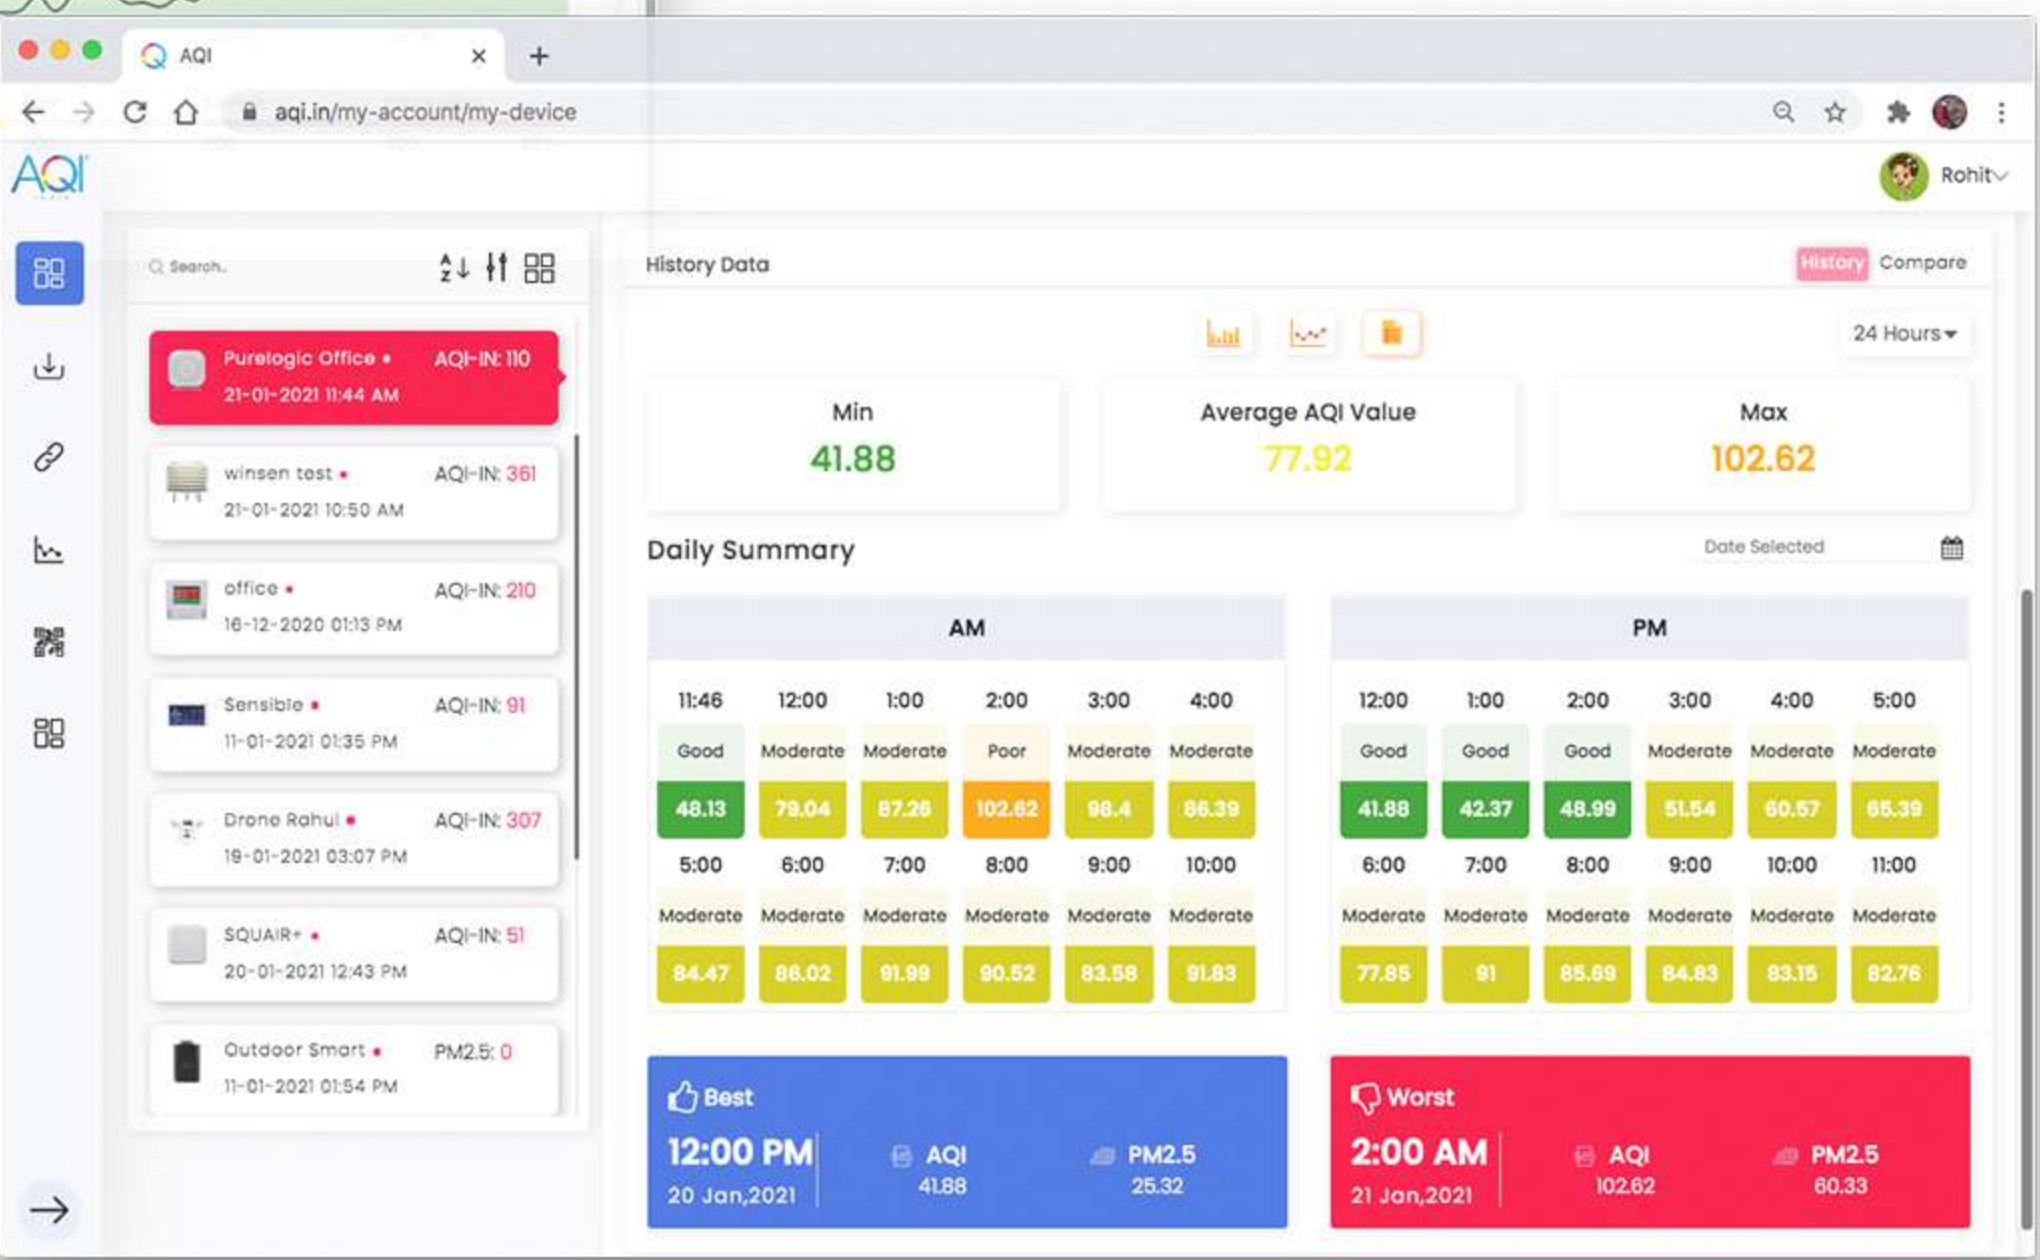 AQI
aqi.in/my-account/my-device
AQI
Rohit
Search..
Purelogic Office AQI-IN: 110
21-01-2021 11:44 AM
winsen test AQI-IN: 361
21-01-2021 10:50 AM
office AQI-IN: 210
16-12-2020 01:13 PM
Sensible AQI-IN: 91
11-01-2021 01:35 PM
Drone Rahul AQI-IN: 307
19-01-2021 03:07 PM
SQUAIR+ AQI-IN: 51
20-01-2021 12:43 PM
Outdoor Smart PM2.5: 0
11-01-2021 01:54 PM
History Data History Compare
24 Hours
Min Average AQI Value Max
41.88 77.92 102.62
Daily Summary Date Selected
AM
11:46 12:00 1:00 2:00 3:00 4:00
Good Moderate Moderate Poor Moderate Moderate
48.13 79.04 87.26 102.62 98.4 86.39
5:00 6:00 7:00 8:00 9:00 10:00
Moderate Moderate Moderate Moderate Moderate Moderate
84.47 86.02 91.99 90.52 83.58 91.83
PM
12:00 1:00 2:00 3:00 4:00 5:00
Good Good Good Moderate Moderate Moderate
41.88 42.37 48.99 51.54 60.57 65.39
6:00 7:00 8:00 9:00 10:00 11:00
Moderate Moderate Moderate Moderate Moderate Moderate
77.85 91 85.69 84.83 83.15 82.76
Best
12:00 PM AQI PM2.5
20 Jan,2021 41.88 25.32
Worst
2:00 AM AQI PM2.5
21 Jan,2021 102.62 60.33